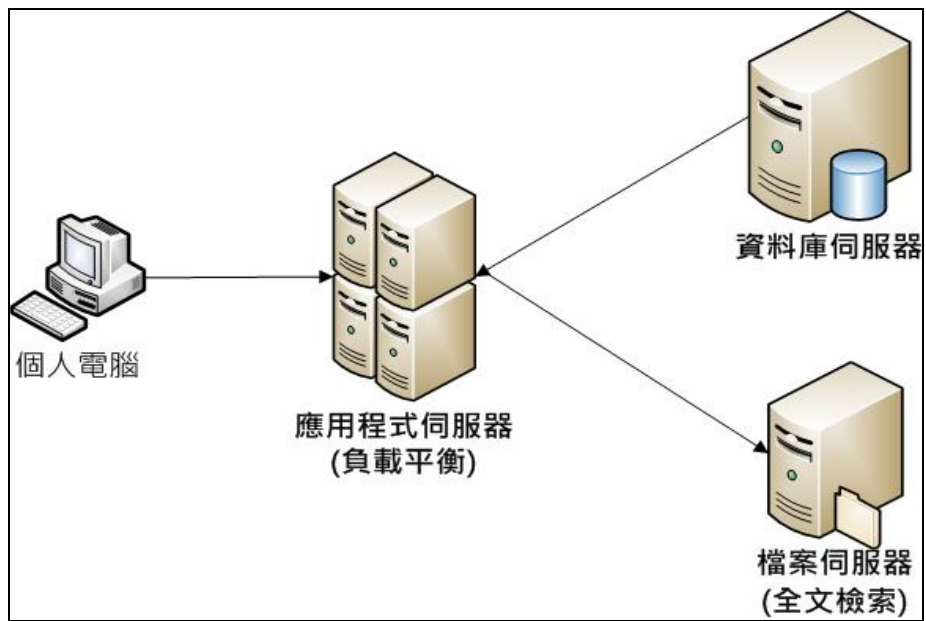 個人電腦
應用程式伺服器
(負載平衡)
資料庫伺服器
檔案伺服器
(全文檢索)